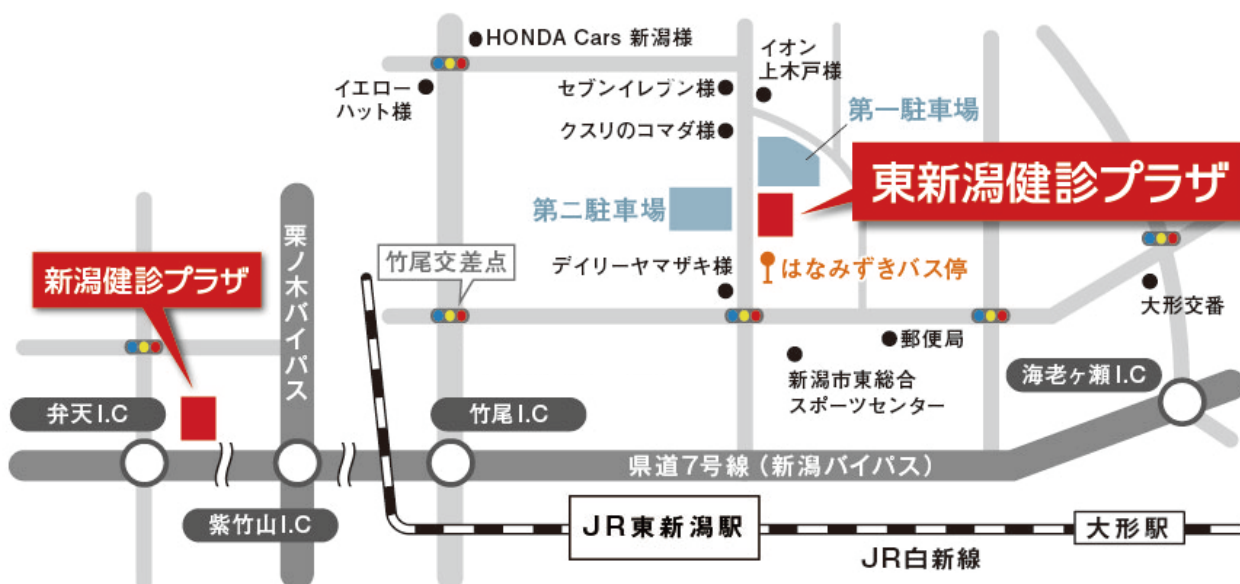 HONDA Cars 新潟様
イエロー
ハット様
セブンイレブン様
イオン
上木戸様
クスリのコマダ様
第一駐車場
東新潟健診プラザ
第二駐車場
栗ノ木バイパス
竹尾交差点
デイリーヤマザキ様
はなみずきバス停
新潟健診プラザ
大形交番
郵便局
新潟市東総合
スポーツセンター
海老ヶ瀬I.C
弁天I.C
竹尾I.C
県道7号線(新潟バイパス)
紫竹山I.C
JR東新潟駅
大形駅
JR白新線